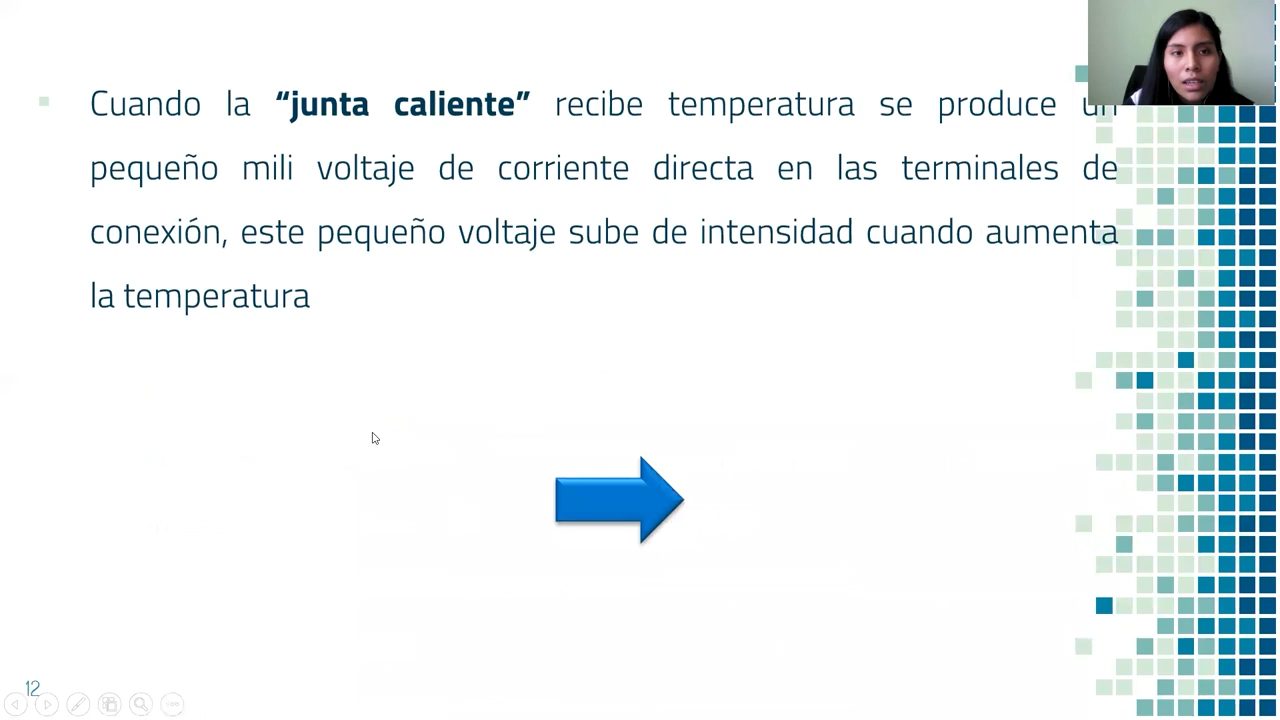 Cuando la “junta caliente” recibe temperatura se produce un
pequeño mili voltaje de corriente directa en las terminales de
conexión, este pequeño voltaje sube de intensidad cuando aumenta
la temperatura
12